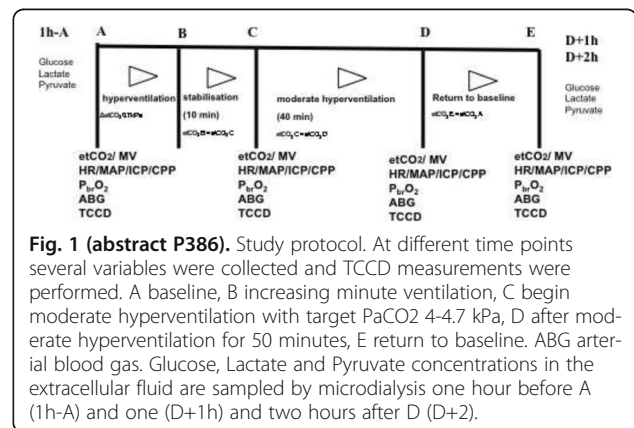 1h-A A B C D E D+1h
D+2h
Glucose
Lactate
Pyruvate
Glucose
Lactate
Pyruvate
hyperventilation
stabilisation
(10 min)
moderate hyperventilation
(40 min)
Return to baseline
etCO2/ MV etCO2/ MV etCO2/ MV etCO2/ MV
HR/MAP/ICP/CPP HR/MAP/ICP/CPP HR/MAP/ICP/CPP HR/MAP/ICP/CPP
PbrO2 PbrO2 PbrO2 PbrO2
ABG ABG ABG ABG
TCCD TCCD TCCD TCCD
Fig. 1 (abstract P386). Study protocol. At different time points
several variables were collected and TCCD measurements were
performed. A baseline, B increasing minute ventilation, C begin
moderate hyperventilation with target PaCO2 4-4.7 kPa, D after mod-
erate hyperventilation for 50 minutes, E return to baseline. ABG arter-
ial blood gas. Glucose, Lactate and Pyruvate concentrations in the
extracellular fluid are sampled by microdialysis one hour before A
(1h-A) and one (D+1h) and two hours after D (D+2).